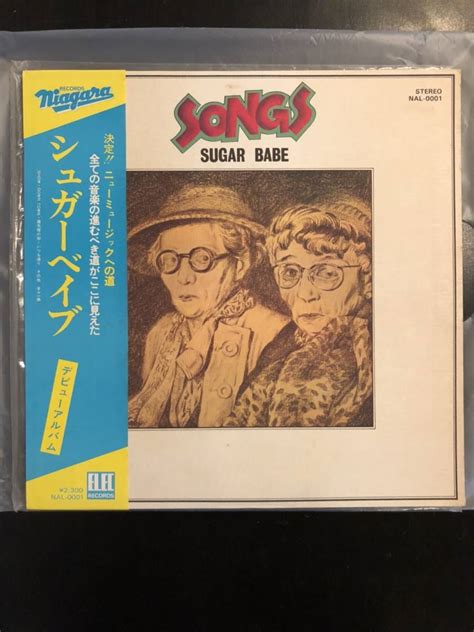 RECORDS
Niagara
決定!! ニューミュージックへの道
全ての音楽の進むべき道がここに見えた
シュガーベイブ
デビューアルバム
¥2,300
NAL-0001
ELEC
RECORDS
STEREO
NAL-0001
SONGS
SUGAR BABE